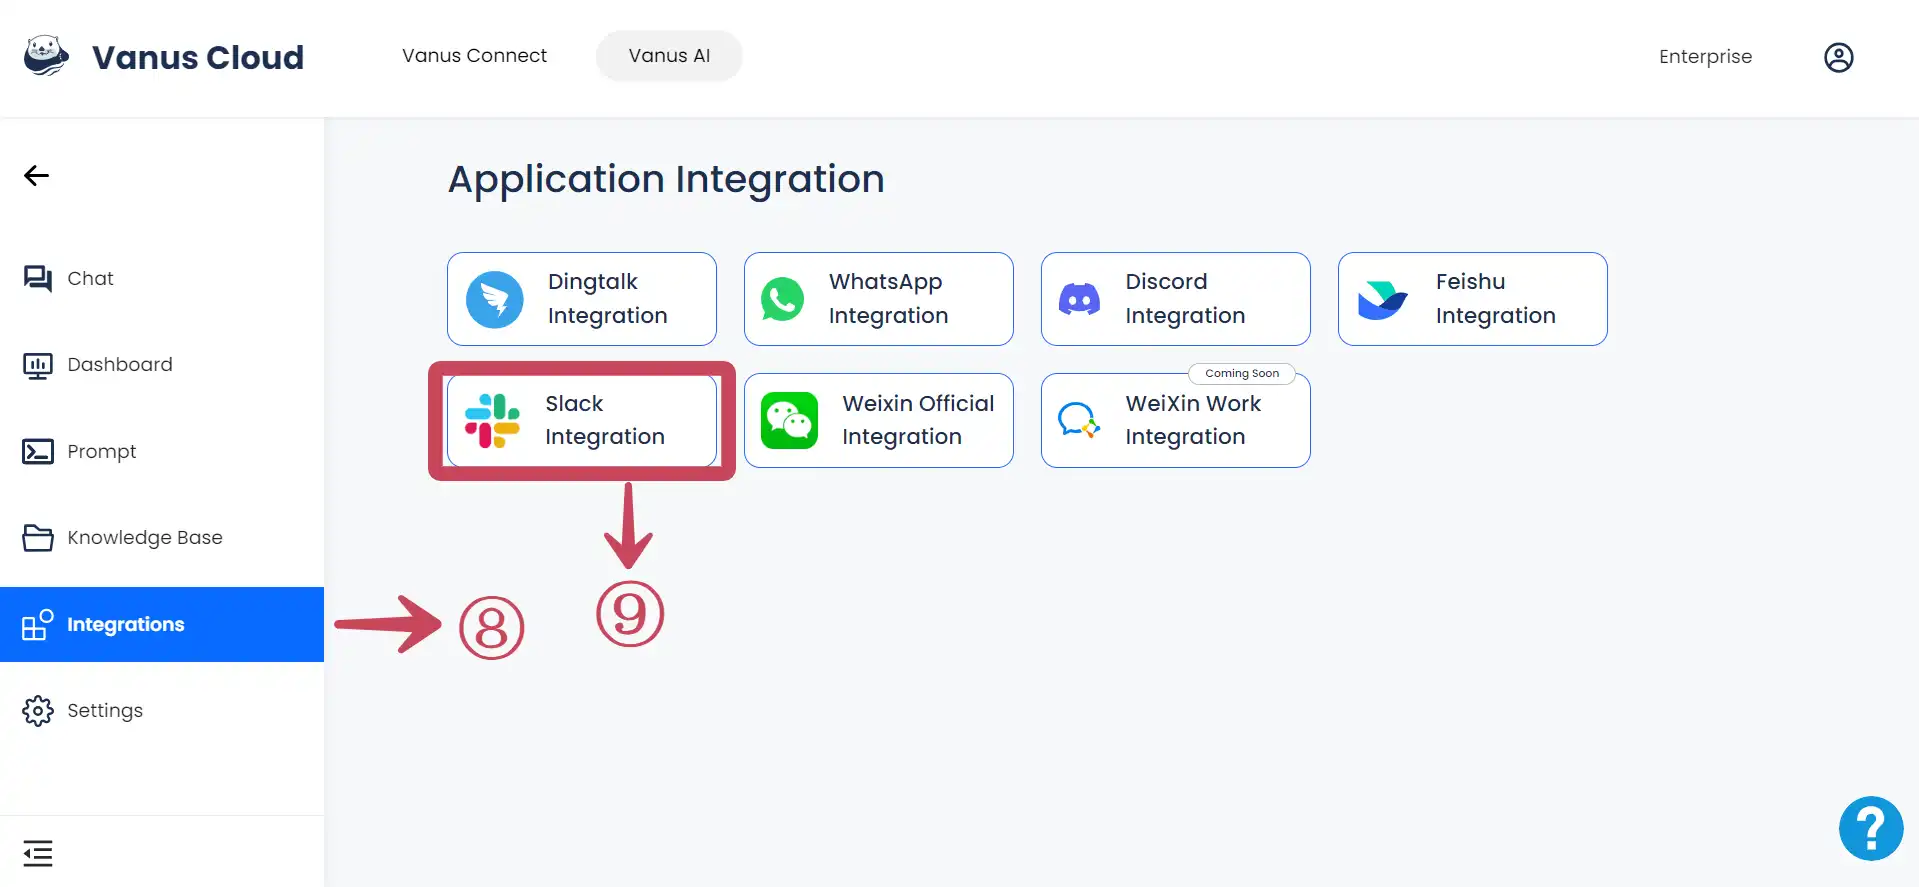 Vanus Cloud
Vanus Connect
Vanus AI
Enterprise
Chat
Dashboard
Prompt
Knowledge Base
Integrations
Settings
Application Integration
Dingtalk
Integration
WhatsApp
Integration
Discord
Integration
Feishu
Integration
Slack
Integration
Weixin Official
Integration
Coming Soon
WeiXin Work
Integration
⑧
⑨
?